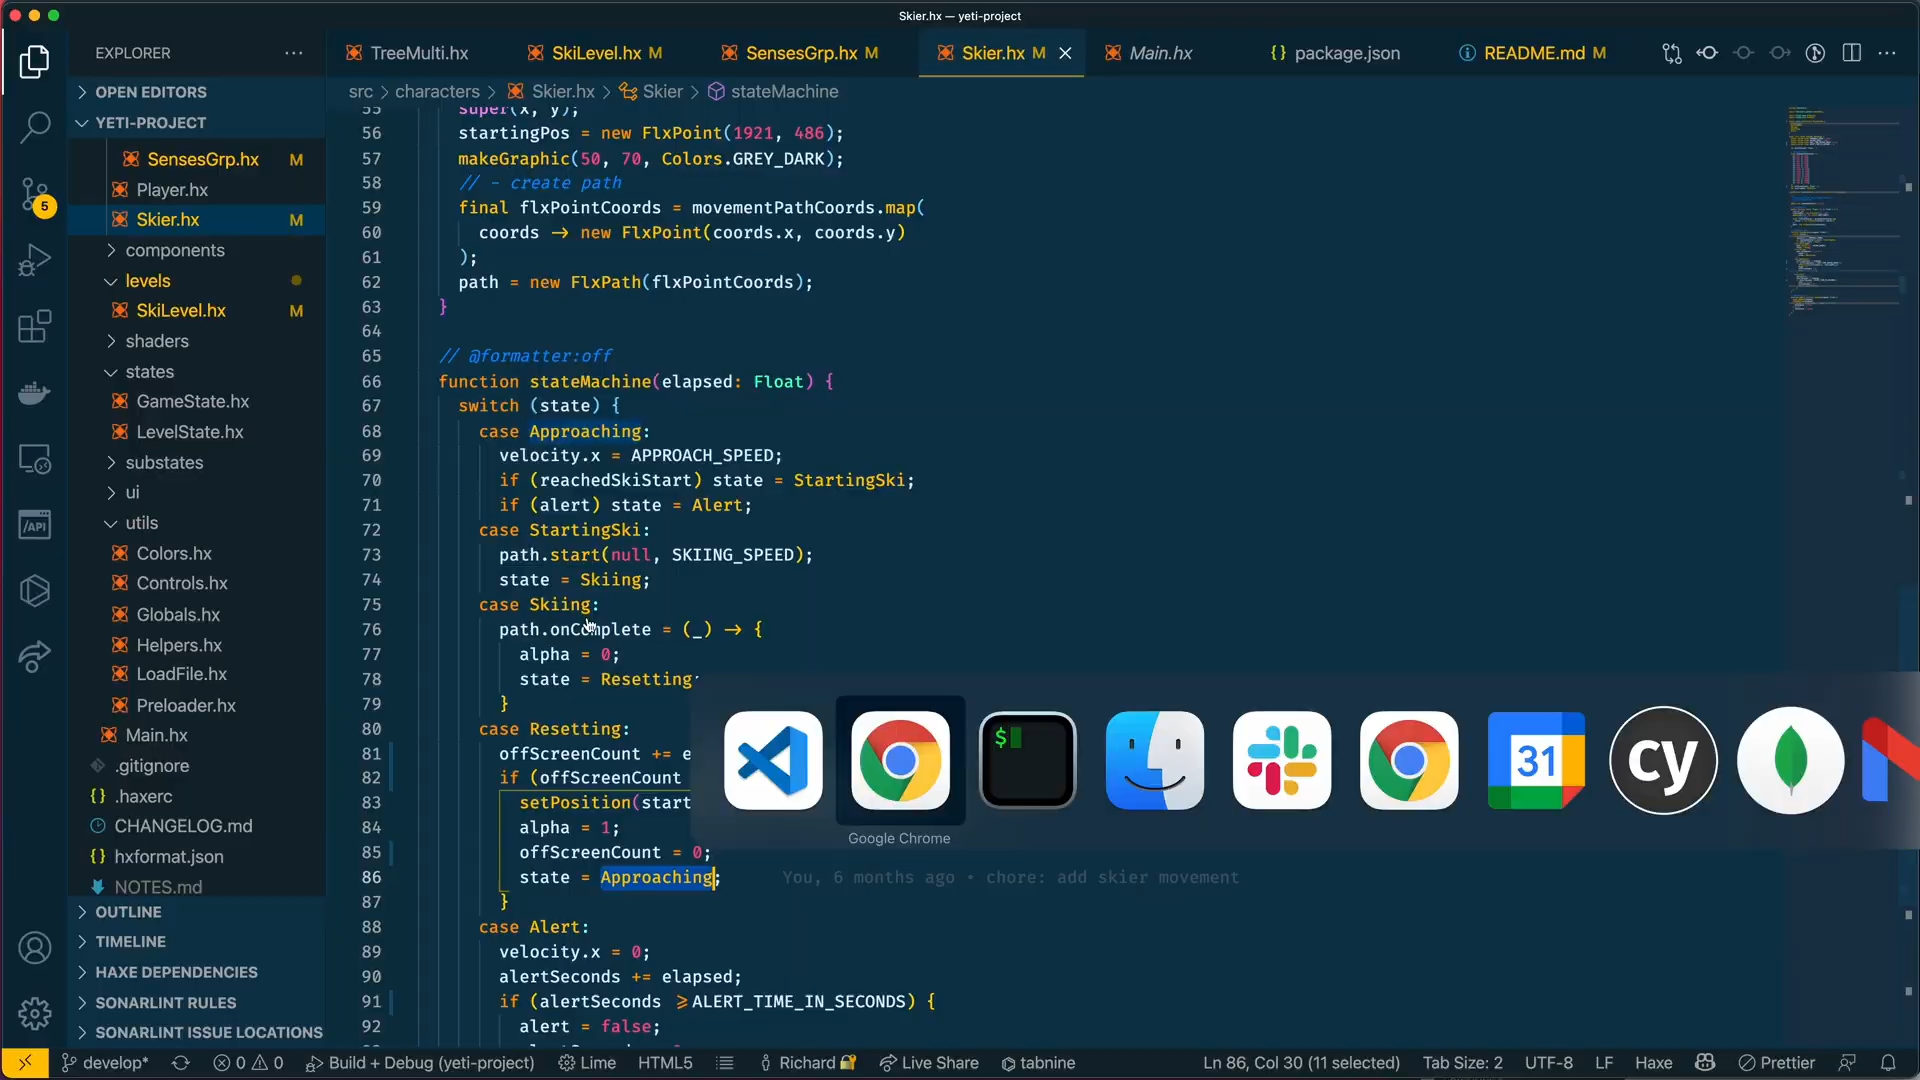 Skier.hx — yeti-project
EXPLORER
TreeMulti.hx
SkiLevel.hx M
SensesGrp.hx M
Skier.hx M
Main.hx
{} package.json
README.md M
OPEN EDITORS
YETI-PROJECT
SensesGrp.hx M
Player.hx
Skier.hx M
components
levels
SkiLevel.hx M
shaders
states
GameState.hx
LevelState.hx
substates
ui
utils
Colors.hx
Controls.hx
Globals.hx
Helpers.hx
LoadFile.hx
Preloader.hx
Main.hx
.gitignore
{} .haxerc
CHANGELOG.md
{} hxformat.json
NOTES.md
OUTLINE
TIMELINE
HAXE DEPENDENCIES
SONARLINT RULES
SONARLINT ISSUE LOCATIONS
5
/API
src > characters > Skier.hx > Skier > stateMachine
55 super(x, y);
56 startingPos = new FlxPoint(1921, 486);
57 makeGraphic(50, 70, Colors.GREY_DARK);
58 // - create path
59 final flxPointCoords = movementPathCoords.map(
60 coords → new FlxPoint(coords.x, coords.y)
61 );
62 path = new FlxPath(flxPointCoords);
63 }
64
65 // @formatter:off
66 function stateMachine(elapsed: Float) {
67 switch (state) {
68 case Approaching:
69 velocity.x = APPROACH_SPEED;
70 if (reachedSkiStart) state = StartingSki;
71 if (alert) state = Alert;
72 case StartingSki:
73 path.start(null, SKIING_SPEED);
74 state = Skiing;
75 case Skiing:
76 path.onComplete = (_) → {
77 alpha = 0;
78 state = Resetting
79 }
80 case Resetting:
81 offScreenCount += e
82 if (offScreenCount
83 setPosition(start
84 alpha = 1;
85 offScreenCount = 0;
86 state = Approaching; You, 6 months ago • chore: add skier movement
87 }
88 case Alert:
89 velocity.x = 0;
90 alertSeconds += elapsed;
91 if (alertSeconds ≥ ALERT_TIME_IN_SECONDS) {
92 alert = false;
$
31
cy
Google Chrome
develop*
0 0
Build + Debug (yeti-project)
Lime
HTML5
Richard
Live Share
tabnine
Ln 86, Col 30 (11 selected)
Tab Size: 2
UTF-8
LF
Haxe
Prettier